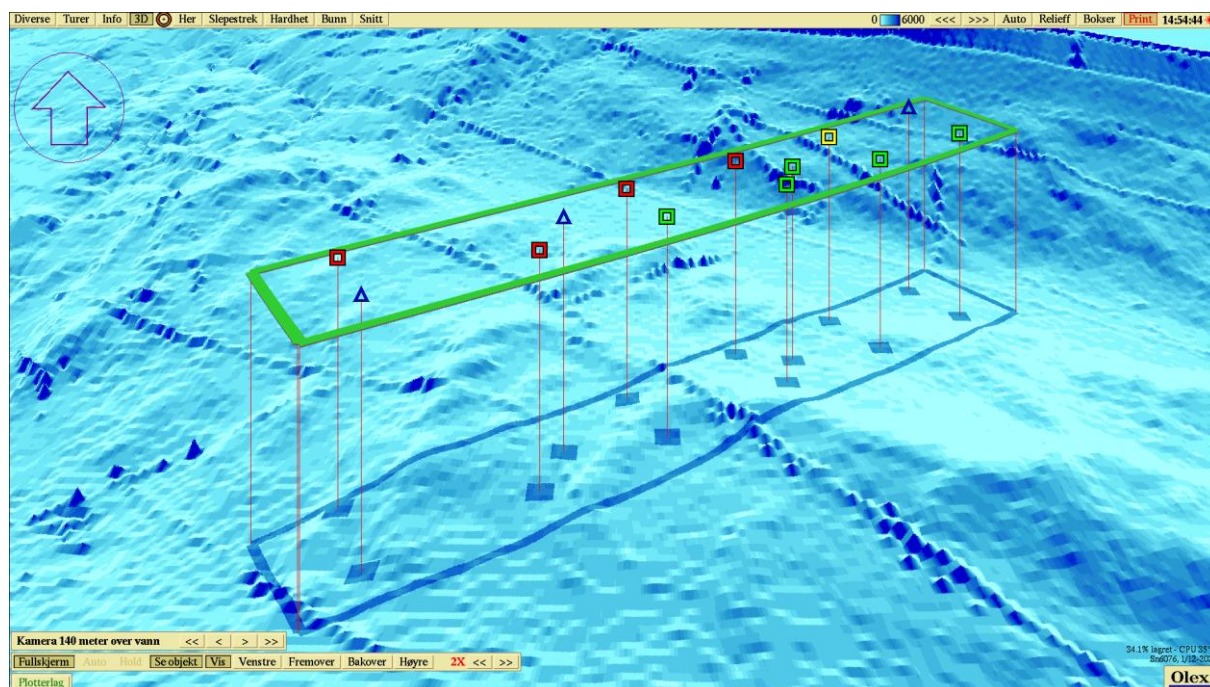 Diverse Turer Info 3D Her Slepestrek Hardhet Bunn Snitt 0 6000 <<< >>> Auto Relieff Bokser Print 14:54:44
Kamera 140 meter over vann << < > >>
Fullskjerm Auto Hold Se objekt Vis Venstre Fremover Bakover Høyre 2X << >>
34.1% lagret - CPU 35°
Plotterlag
Olex